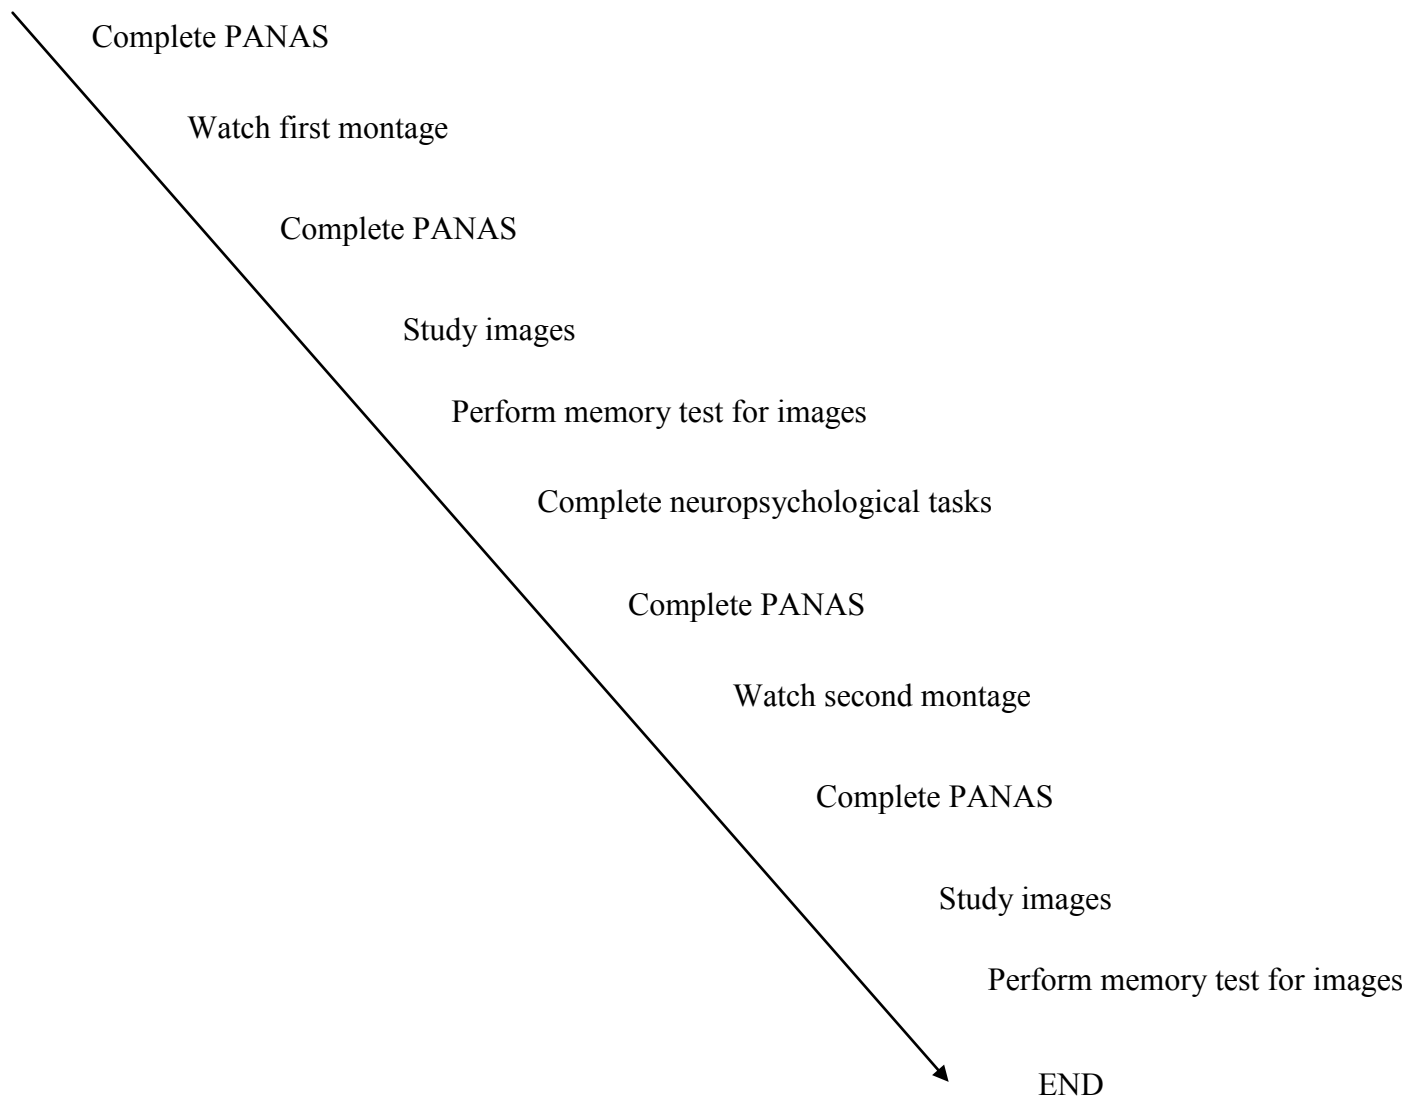 Complete PANAS
Watch first montage
Complete PANAS
Study images
Perform memory test for images
Complete neuropsychological tasks
Complete PANAS
Watch second montage
Complete PANAS
Study images
Perform memory test for images
END